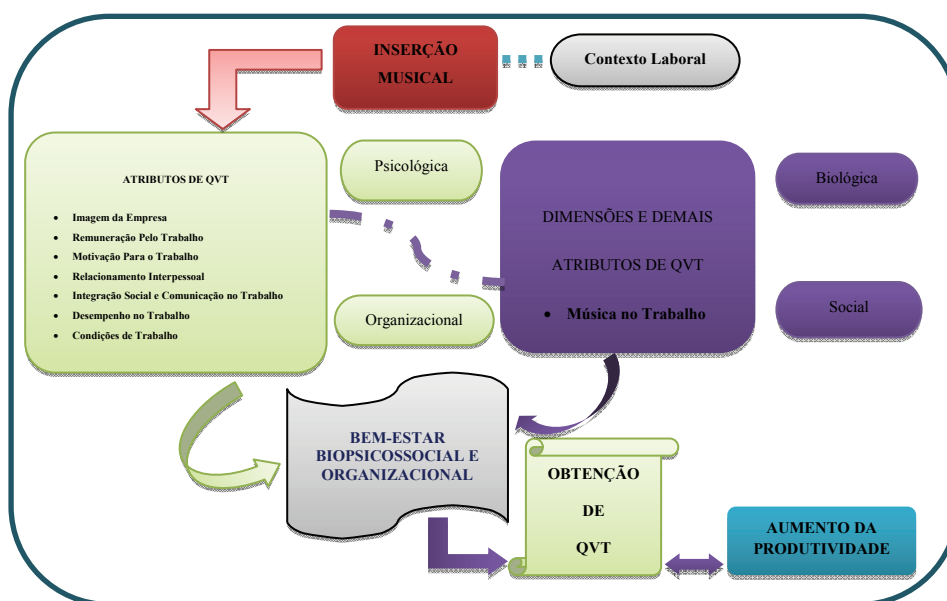 INSERÇÃO
MUSICAL
Contexto Laboral
ATRIBUTOS DE QVT
• Imagem da Empresa
• Remuneração Pelo Trabalho
• Motivação Para o Trabalho
• Relacionamento Interpessoal
• Integração Social e Comunicação no Trabalho
• Desempenho no Trabalho
• Condições de Trabalho
Psicológica
Organizacional
DIMENSÕES E DEMAIS
ATRIBUTOS DE QVT
• Música no Trabalho
Biológica
Social
BEM-ESTAR
BIOPSICOSSOCIAL E
ORGANIZACIONAL
OBTENÇÃO
DE
QVT
AUMENTO DA
PRODUTIVIDADE